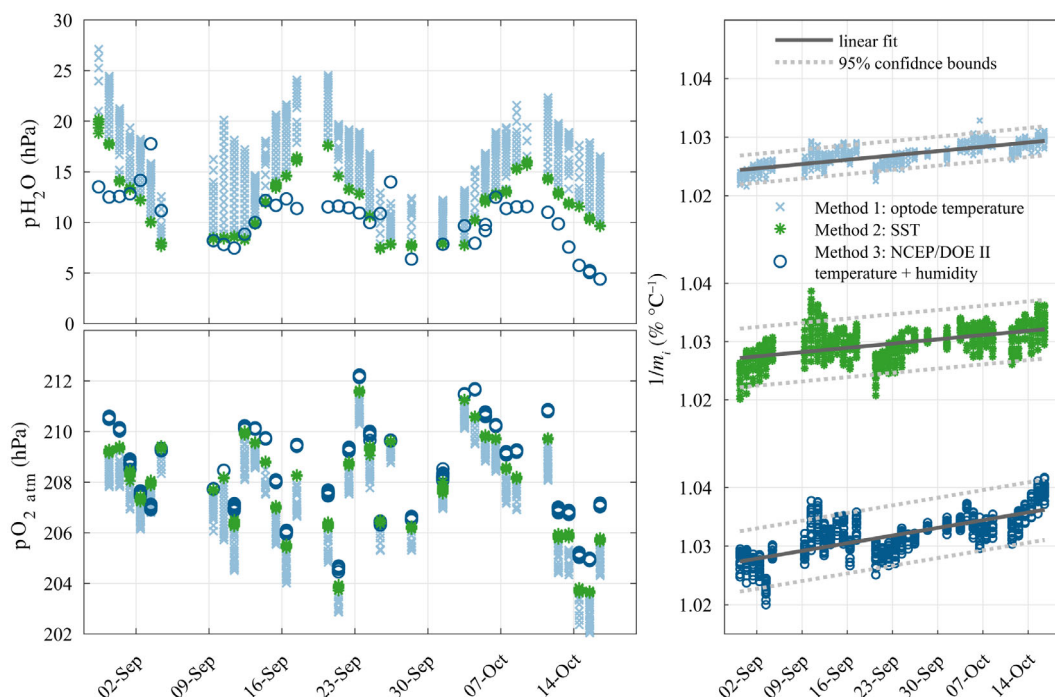 pH₂O (hPa)
30
25
20
15
10
5
0
pO₂ atm (hPa)
212
210
208
206
204
202
02-Sep
09-Sep
16-Sep
23-Sep
30-Sep
07-Oct
14-Oct
1/mᵢ (% °C⁻¹)
linear fit
95% confidnce bounds
1.04
1.03
1.02
Method 1: optode temperature
Method 2: SST
Method 3: NCEP/DOE II
temperature + humidity
1.04
1.03
1.02
1.04
1.03
1.02
02-Sep
09-Sep
16-Sep
23-Sep
30-Sep
07-Oct
14-Oct